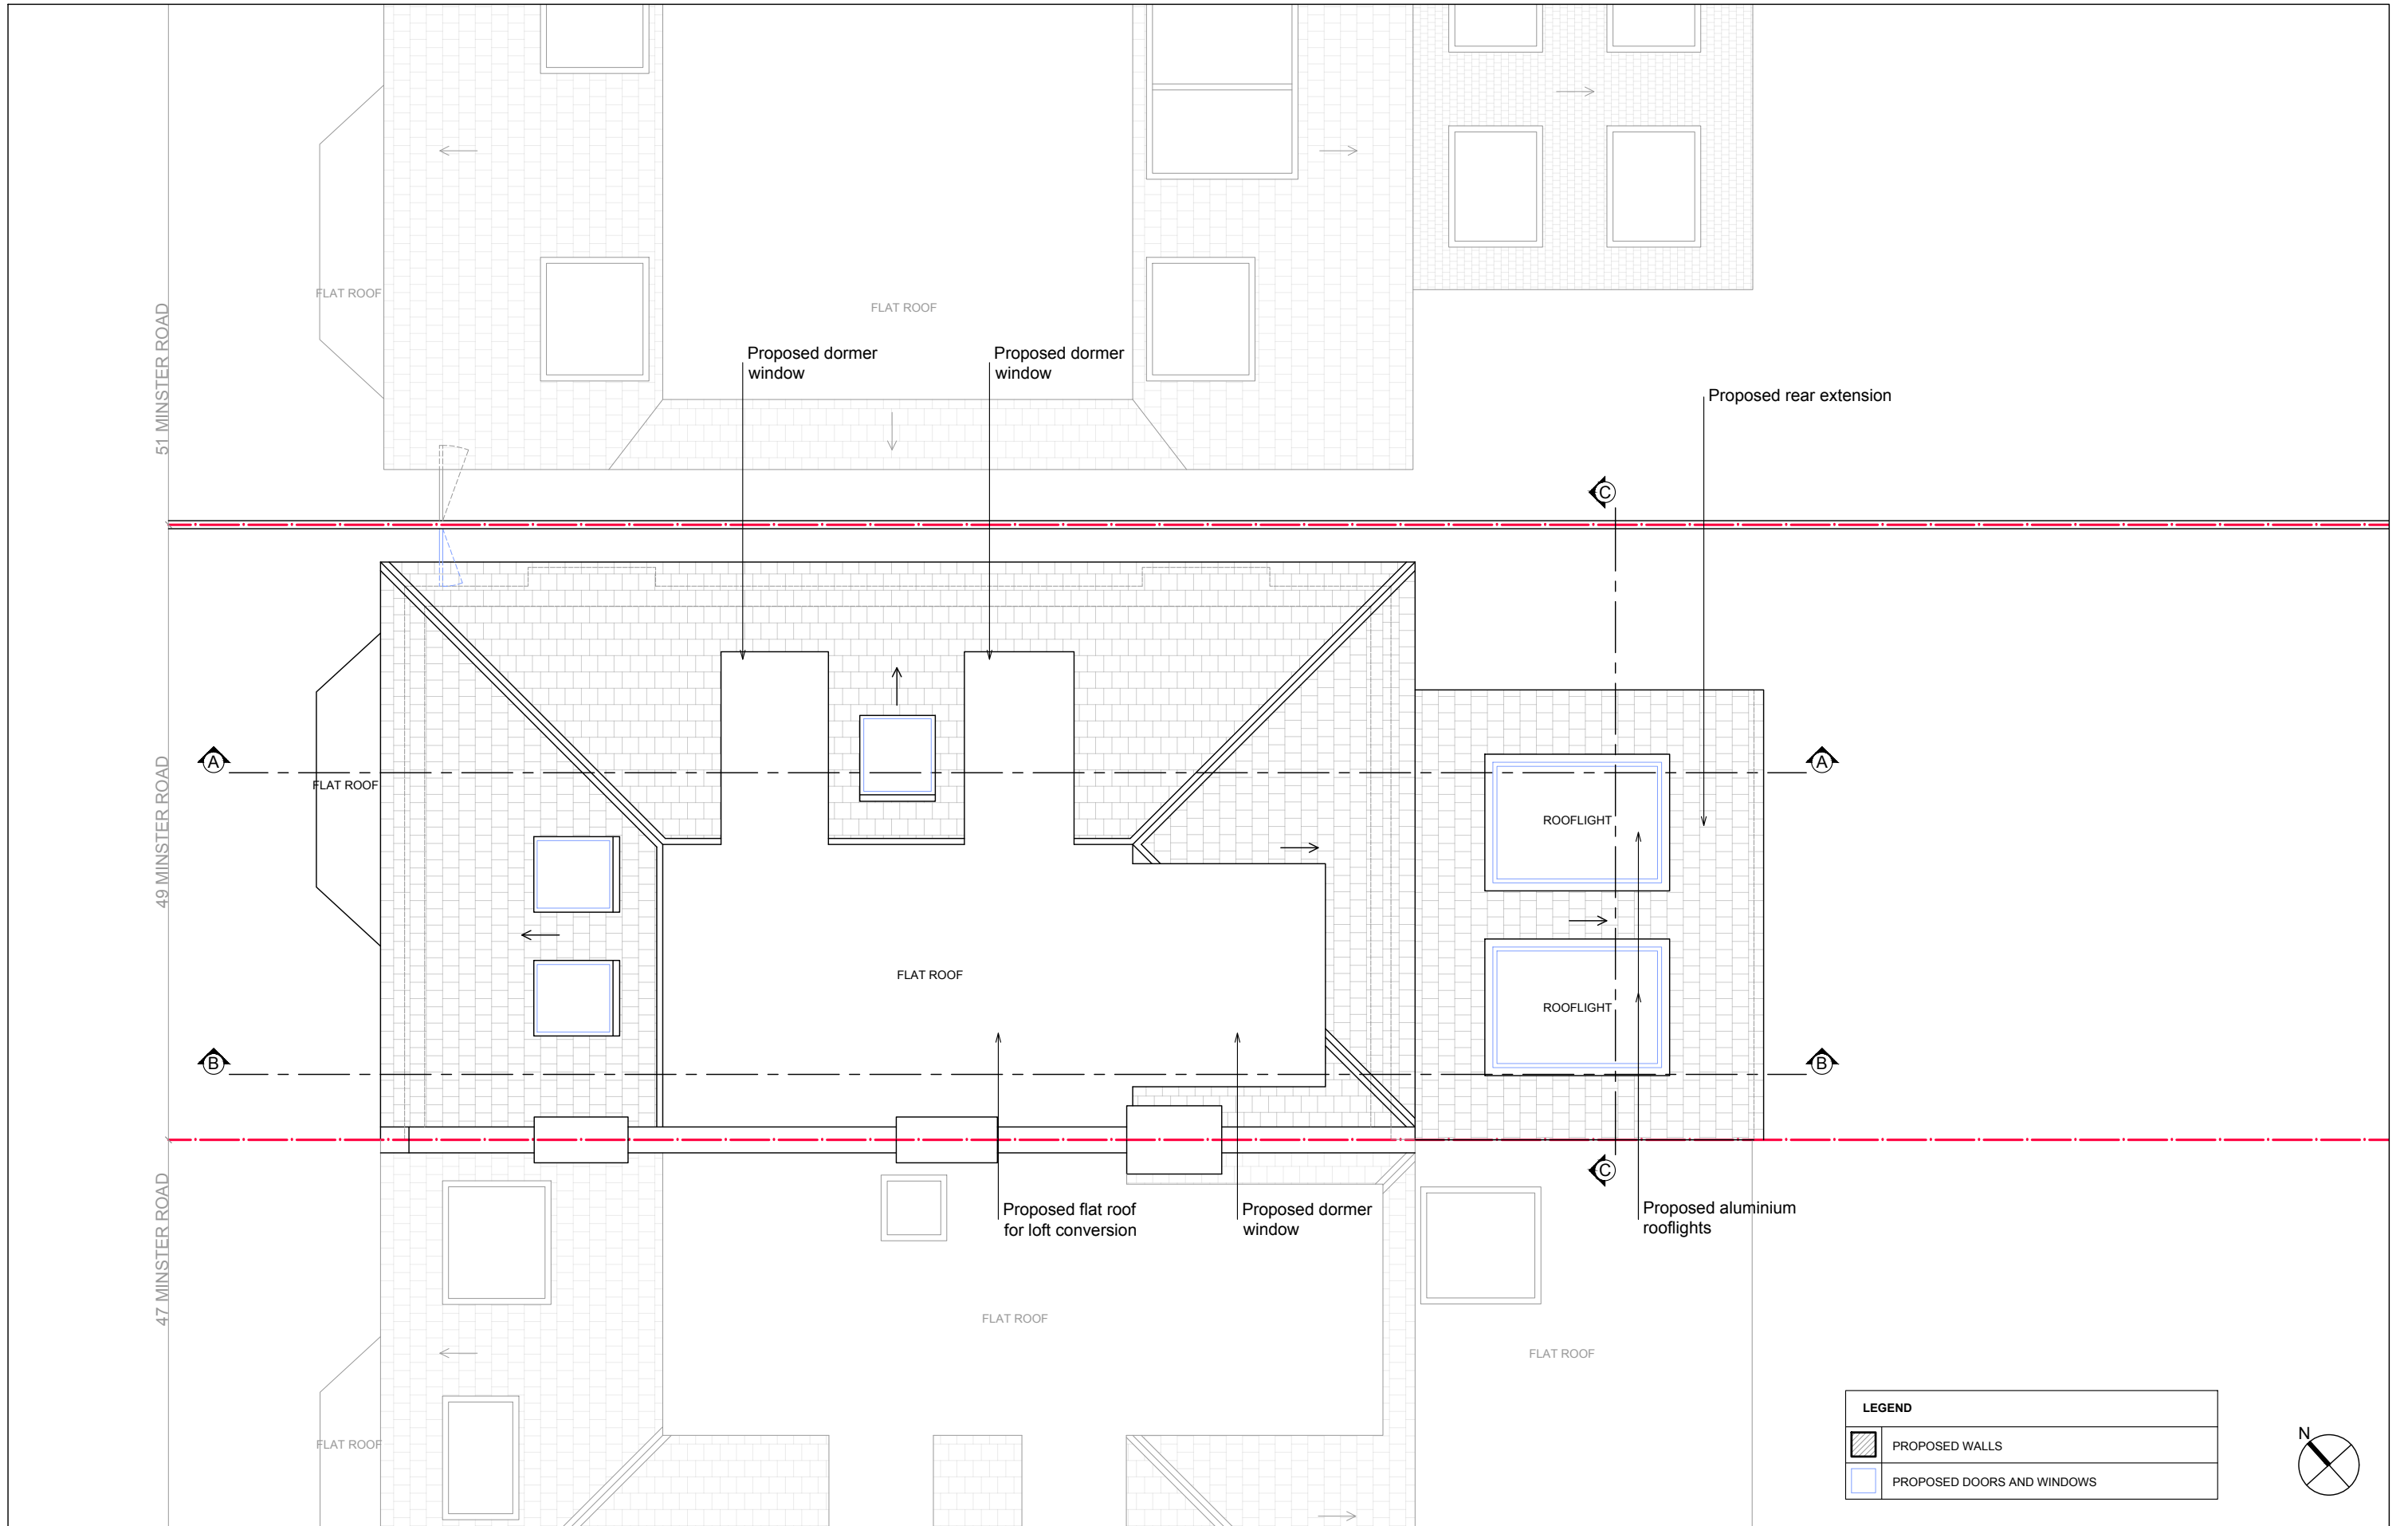 FLAT ROOF
FLAT ROOF
51 MINSTER ROAD
Proposed dormer
window
Proposed dormer
window
Proposed rear extension
C
A
A
49 MINSTER ROAD
FLAT ROOF
ROOFLIGHT
FLAT ROOF
ROOFLIGHT
B
B
C
47 MINSTER ROAD
Proposed flat roof
for loft conversion
Proposed dormer
window
Proposed aluminium
rooflights
FLAT ROOF
FLAT ROOF
FLAT ROOF
LEGEND
PROPOSED WALLS
PROPOSED DOORS AND WINDOWS
N